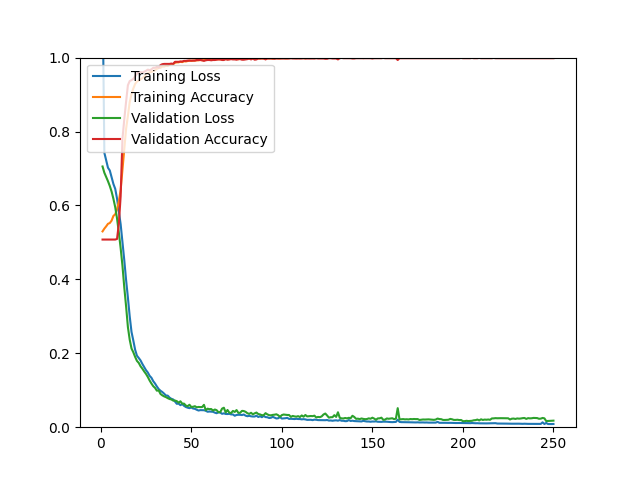 1.0
0.8
0.6
0.4
0.2
0.0
Training Loss
Training Accuracy
Validation Loss
Validation Accuracy
0 50 100 150 200 250